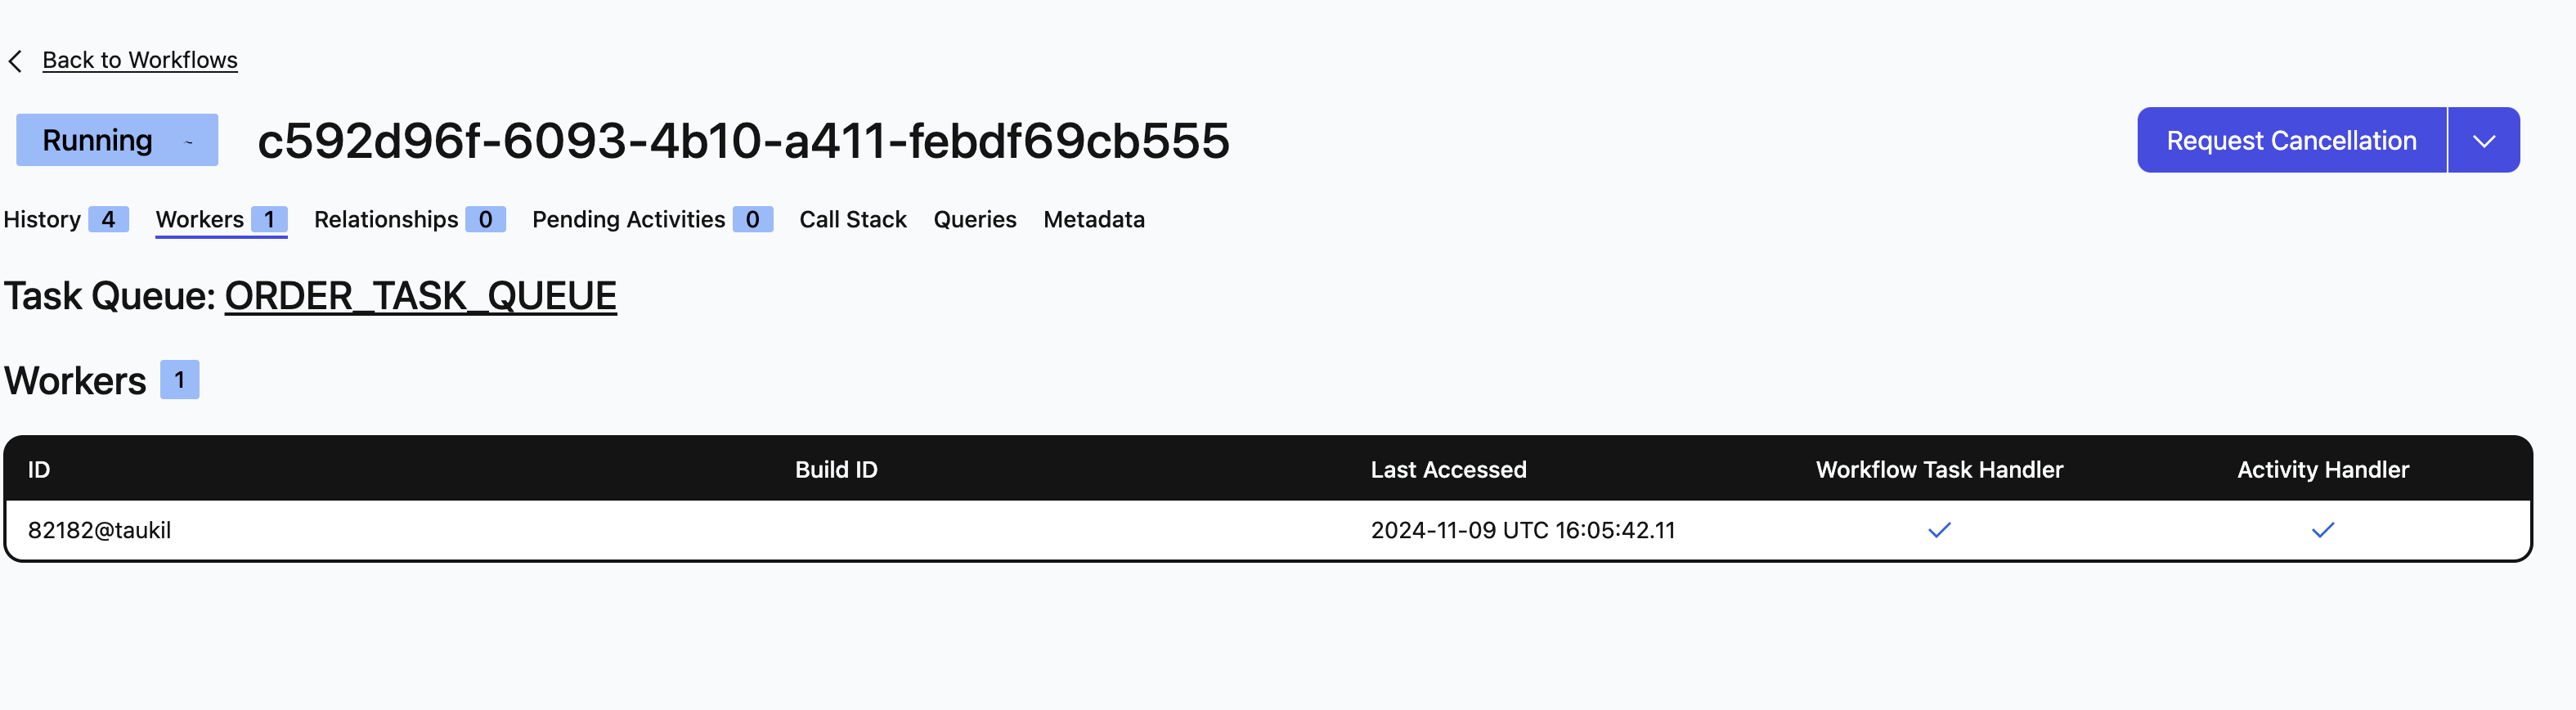 Back to Workflows
Running c592d96f-6093-4b10-a411-febdf69cb555 Request Cancellation
History 4 Workers 1 Relationships 0 Pending Activities 0 Call Stack Queries Metadata
Task Queue: ORDER_TASK_QUEUE
Workers 1
ID Build ID Last Accessed Workflow Task Handler Activity Handler
82182@taukil 2024-11-09 UTC 16:05:42.11